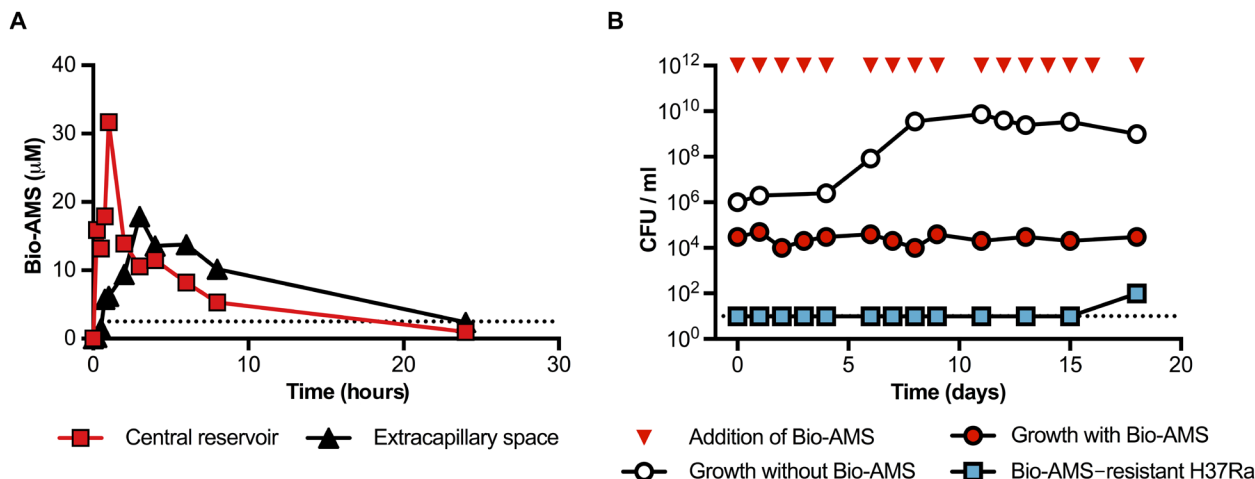 A
Bio-AMS (μM)
40
30
20
10
0
0
10
20
30
Time (hours)
Central reservoir
Extracapillary space
B
CFU / ml
10¹²
10¹⁰
10⁸
10⁶
10⁴
10²
10⁰
0
5
10
15
20
Time (days)
Addition of Bio-AMS
Growth with Bio-AMS
Growth without Bio-AMS
Bio-AMS–resistant H37Ra